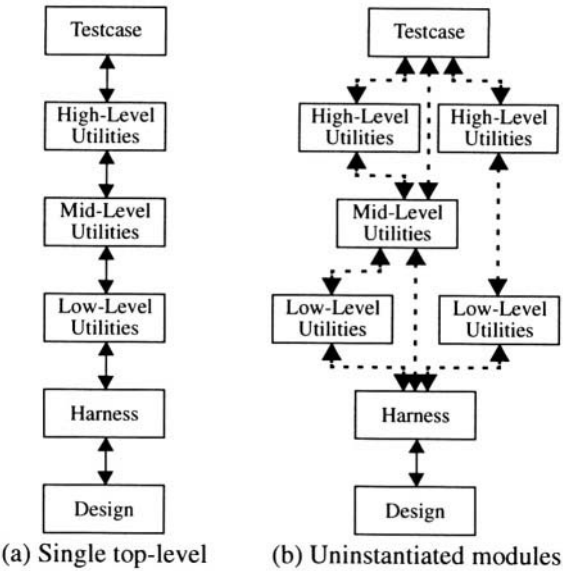 Testcase
High-Level
Utilities
Mid-Level
Utilities
Low-Level
Utilities
Harness
Design
(a) Single top-level
Testcase
High-Level
Utilities
High-Level
Utilities
Mid-Level
Utilities
Low-Level
Utilities
Low-Level
Utilities
Harness
Design
(b) Uninstantiated modules